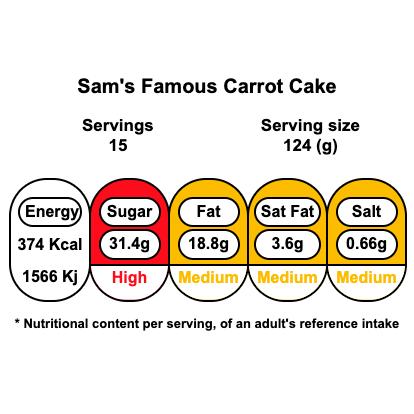 Sam's Famous Carrot Cake
Servings
15
Serving size
124 (g)
Energy Sugar Fat Sat Fat Salt
374 Kcal 31.4g 18.8g 3.6g 0.66g
1566 Kj High Medium Medium Medium
* Nutritional content per serving, of an adult's reference intake